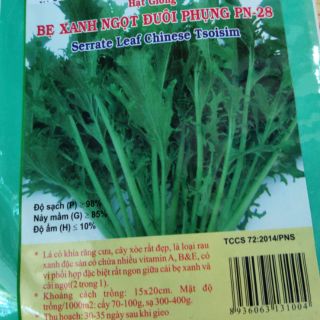 Hạt Giống
BẸ XANH NGỌT ĐUÔI PHỤNG PN-28
Serrate Leaf Chinese Tsoisim
Độ sạch (P) ≥ 98%
Nảy mầm (G) ≥ 85%
Độ ẩm (H) ≤ 10%
TCCS 72:2014/PNS
* Lá có khía răng cưa, cây xòe rất đẹp, là loại rau
xanh đặc sản có chứa nhiều vitamin A, B&E, có
vị phối hợp đặc biệt rất ngon giữa cải bẹ xanh và
cải ngọt (2 trong 1).
* Khoảng cách trồng: 15x20cm. Mật độ
trồng/1000m2: cấy 70-100g, sạ 300-400g.
* Thu hoạch: 30-35 ngày sau khi gieo
8 936063 131004